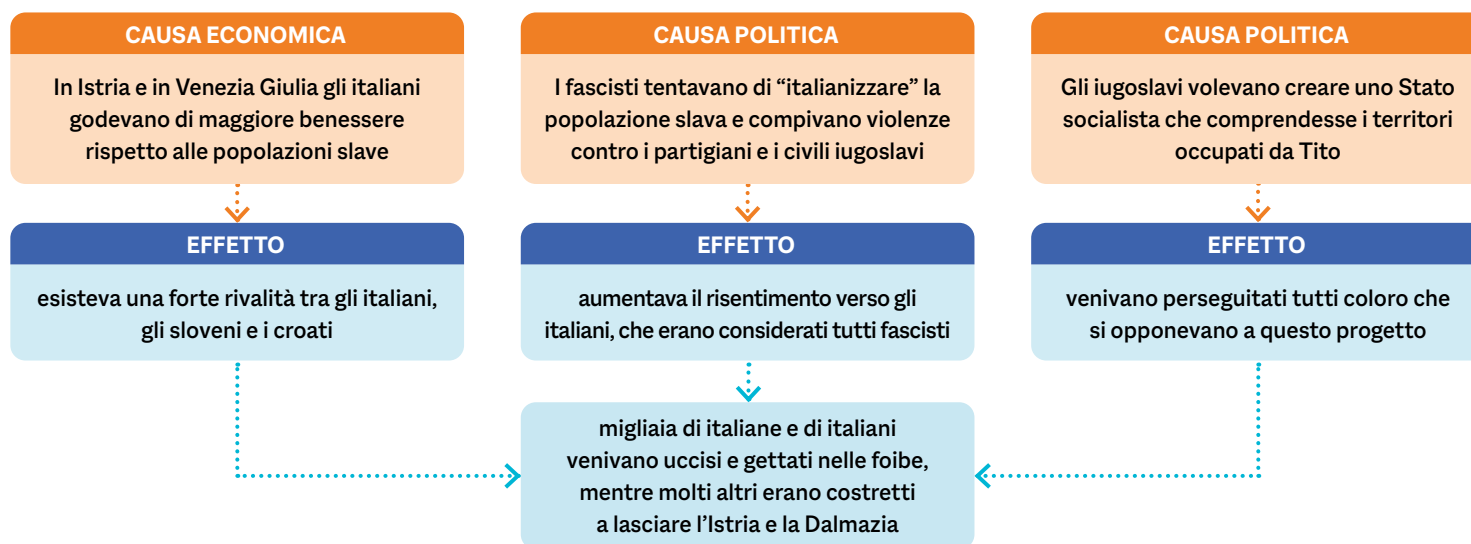 CAUSA ECONOMICA
In Istria e in Venezia Giulia gli italiani
godevano di maggiore benessere
rispetto alle popolazioni slave
EFFETTO
esisteva una forte rivalità tra gli italiani,
gli sloveni e i croati
CAUSA POLITICA
I fascisti tentavano di “italianizzare” la
popolazione slava e compivano violenze
contro i partigiani e i civili iugoslavi
EFFETTO
aumentava il risentimento verso gli
italiani, che erano considerati tutti fascisti
CAUSA POLITICA
Gli iugoslavi volevano creare uno Stato
socialista che comprendesse i territori
occupati da Tito
EFFETTO
venivano perseguitati tutti coloro che
si opponevano a questo progetto
migliaia di italiane e di italiani
venivano uccisi e gettati nelle foibe,
mentre molti altri erano costretti
a lasciare l’Istria e la Dalmazia